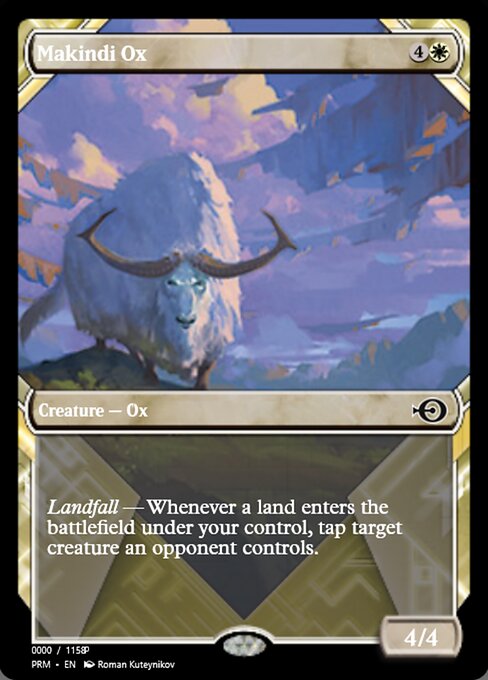 Makindi Ox 4
Creature — Ox
Landfall — Whenever a land enters the
battlefield under your control, tap target
creature an opponent controls.
4/4
0000 / 1158P
PRM • EN Roman Kuteynikov